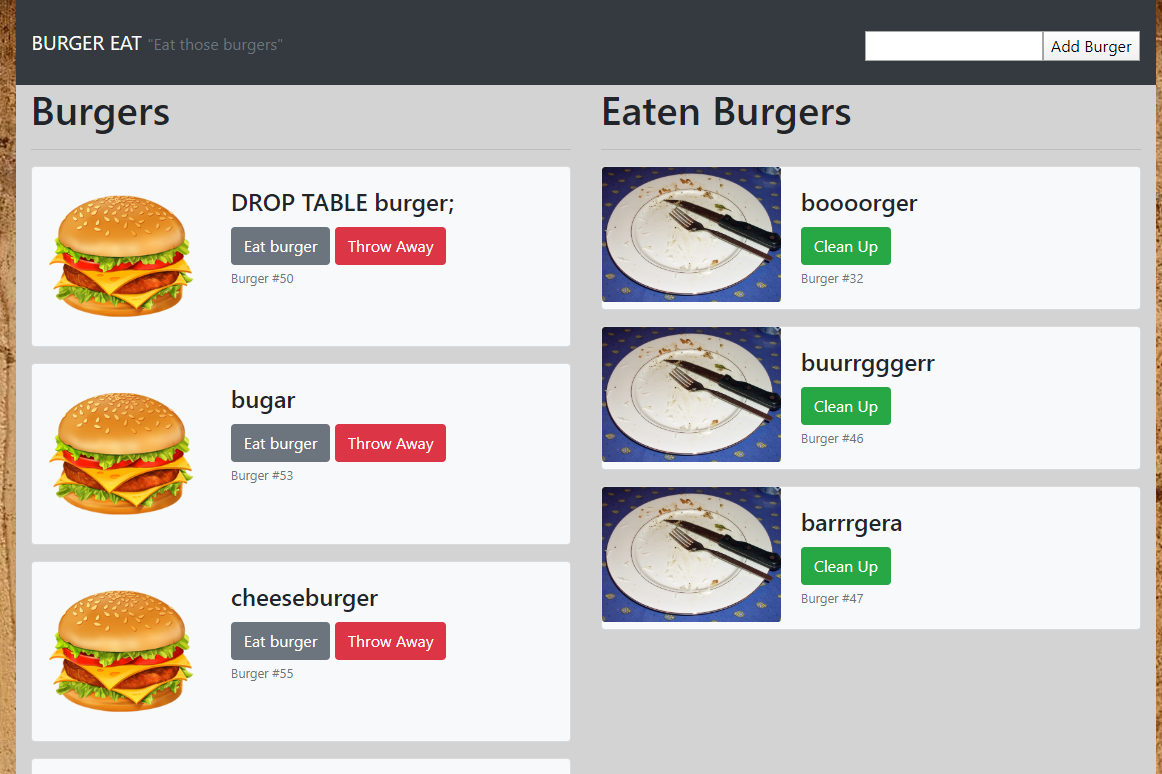 BURGER EAT "Eat those burgers"
Add Burger
Burgers
DROP TABLE burger;
Eat burger Throw Away
Burger #50
bugar
Eat burger Throw Away
Burger #53
cheeseburger
Eat burger Throw Away
Burger #55
Eaten Burgers
boooorger
Clean Up
Burger #32
buurrgggerr
Clean Up
Burger #46
barrrgera
Clean Up
Burger #47